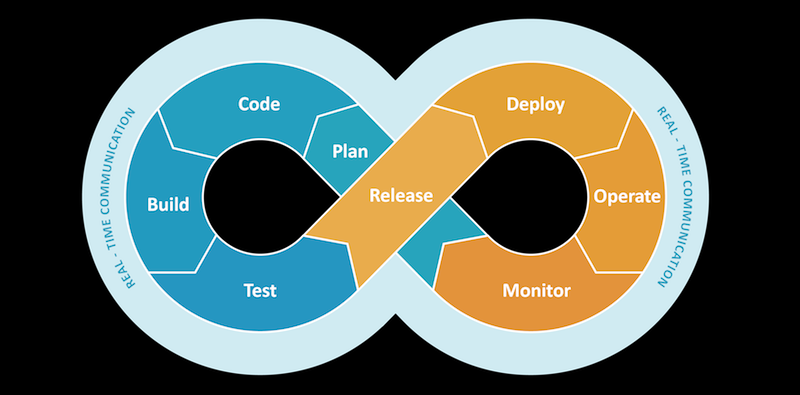 REAL - TIME COMMUNICATION
Code
Plan
Build
Test
Release
Deploy
Operate
Monitor
REAL - TIME COMMUNICATION